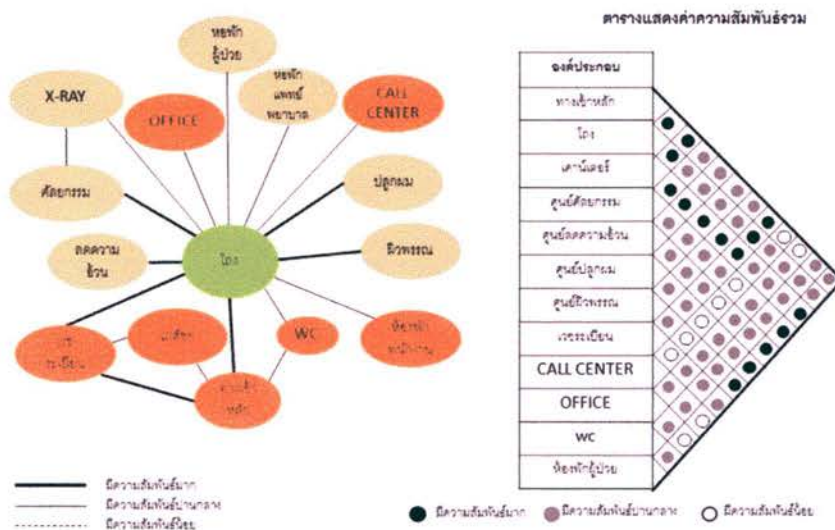 ตารางแสดงค่าความสัมพันธ์รวม
หอพัก
ผู้ป่วย
หอพัก
แพทย์
พยาบาล
CALL
CENTER
X-RAY
OFFICE
ศัลยกรรม
ปลูกผม
ลดความ
อ้วน
โถง
ผิวพรรณ
WC
หลัก
มีความสัมพันธ์มาก
มีความสัมพันธ์ปานกลาง
มีความสัมพันธ์น้อย
องค์ประกอบ
ทางเข้าหลัก
โถง
เคาน์เตอร์
ศูนย์ศัลยกรรม
ศูนย์ลดความอ้วน
ศูนย์ปลูกผม
ศูนย์ผิวพรรณ
เวชระเบียน
CALL CENTER
OFFICE
WC
ห้องพักผู้ป่วย
มีความสัมพันธ์มาก
มีความสัมพันธ์ปานกลาง
มีความสัมพันธ์น้อย